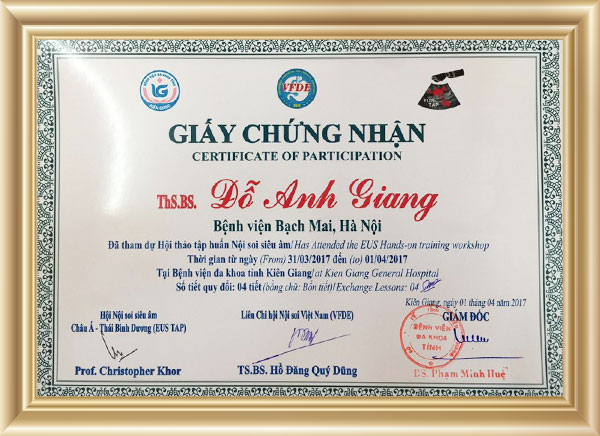 VFDE
GIẤY CHỨNG NHẬN
CERTIFICATE OF PARTICIPATION
ThS.BS. Đỗ Anh Giang
Bệnh viện Bạch Mai, Hà Nội
Đã tham dự Hội thảo tập huấn Nội soi siêu âm/Has Attended the EUS Hands-on training workshop
Thời gian từ ngày (From) 31/03/2017 đến (to) 01/04/2017
Tại Bệnh viện đa khoa tỉnh Kiên Giang/at Kien Giang General Hospital
Số tiết quy đổi: 04 tiết (bằng chữ: Bốn tiết)/Exchange Lessons: 04
Kiên Giang, ngày 01 tháng 04 năm 2017
Hội Nội soi siêu âm
Châu Á - Thái Bình Dương (EUS TAP)
Liên Chi hội Nội soi Việt Nam (VFDE)
GIÁM ĐỐC
BỆNH VIỆN
ĐA KHOA
TỈNH
Prof. Christopher Khor
TS.BS. Hồ Đăng Quý Dũng
BS. Phạm Minh Huệ